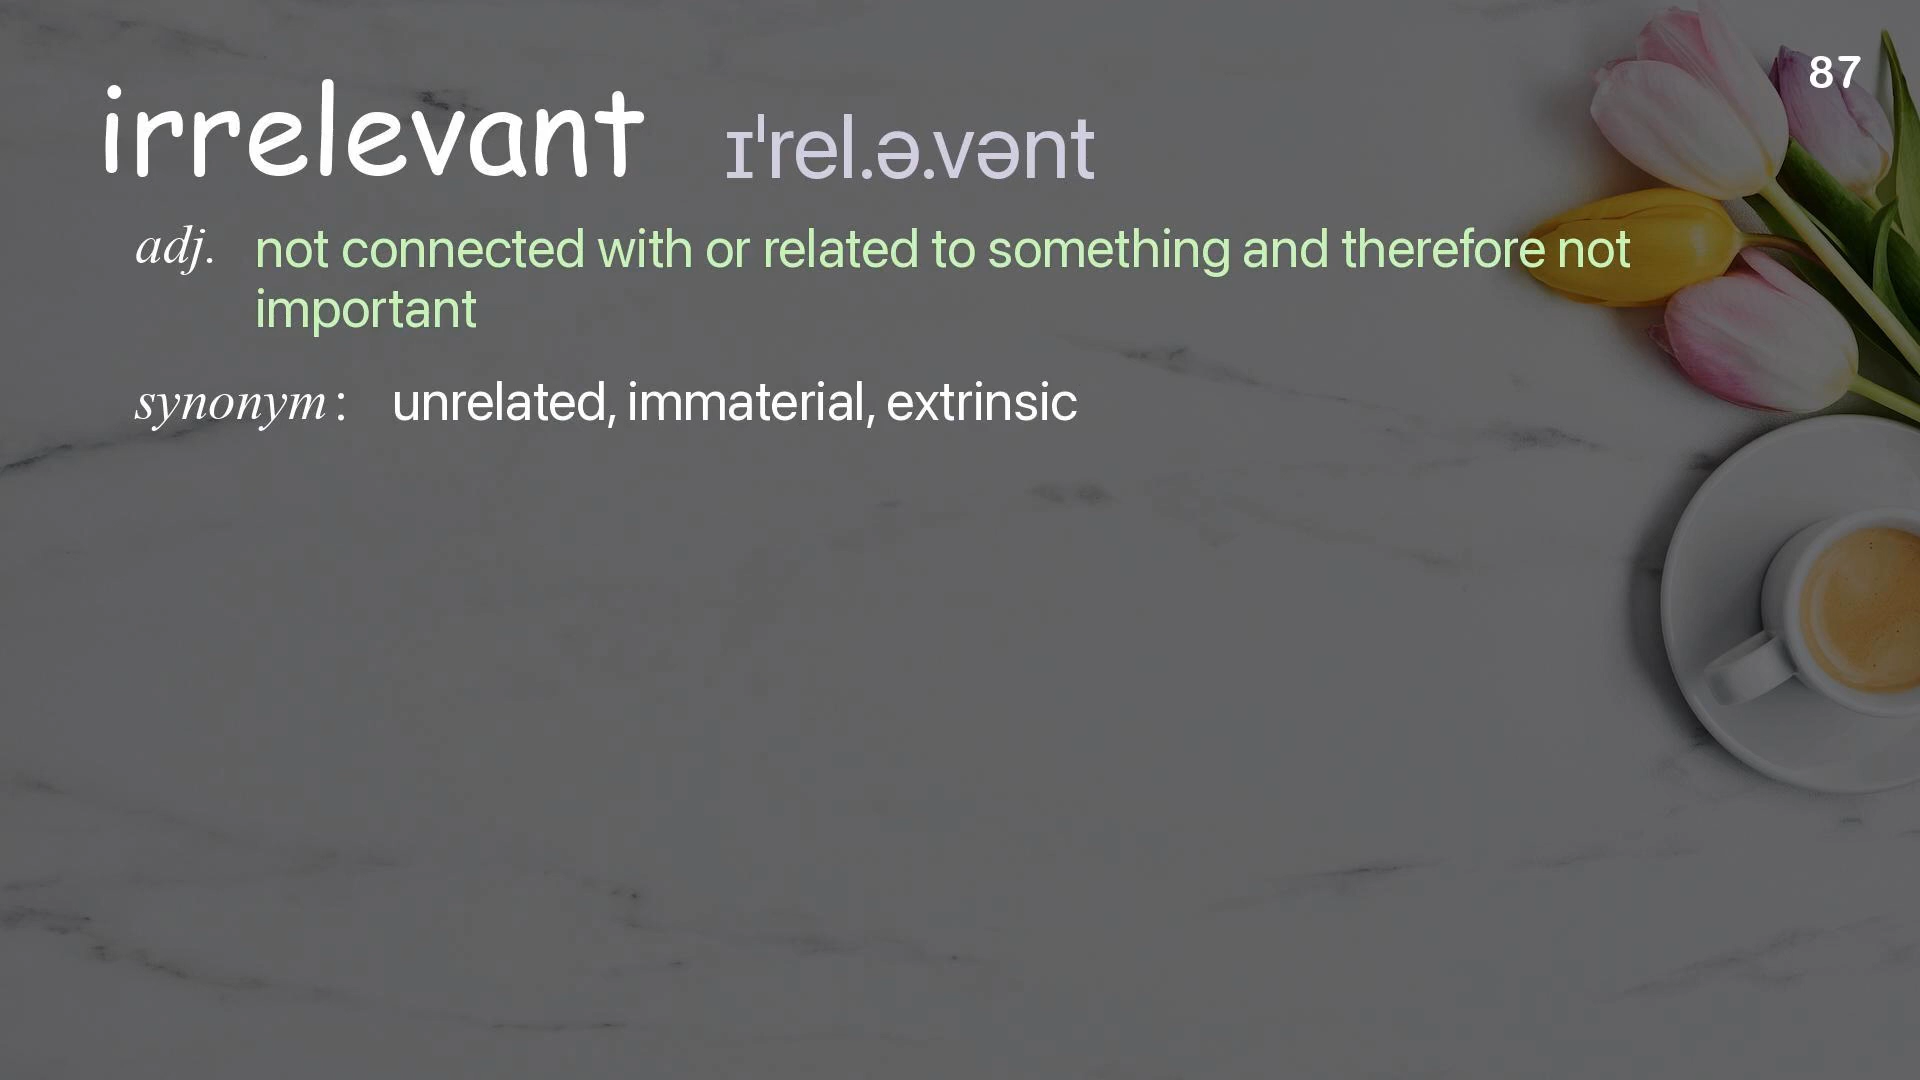 87
irrelevant ɪˈrel.ə.vənt
adj. not connected with or related to something and therefore not
important
synonym : unrelated, immaterial, extrinsic